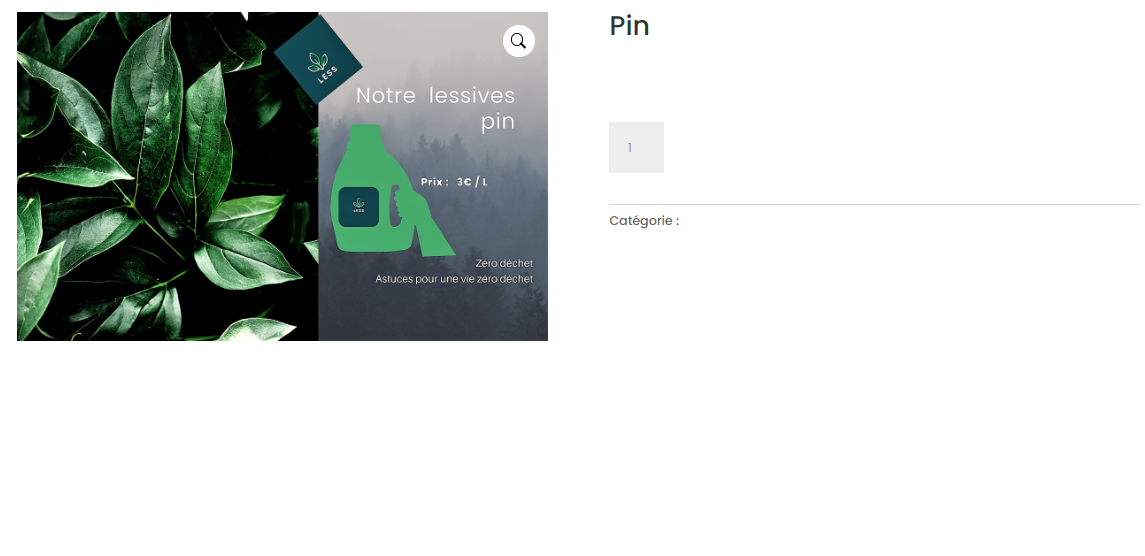 Pin
LESS
Notre lessives
pin
Prix : 3€ / L
LESS
Zéro déchet
Astuces pour une vie zéro déchet
1
Catégorie :